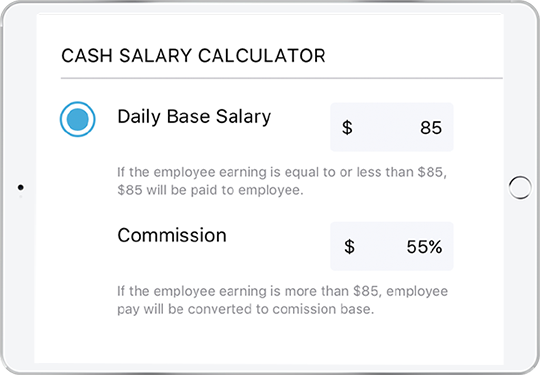 CASH SALARY CALCULATOR
Daily Base Salary
$ 85
If the employee earning is equal to or less than $85,
$85 will be paid to employee.
Commission
$ 55%
If the employee earning is more than $85, employee
pay will be converted to comission base.